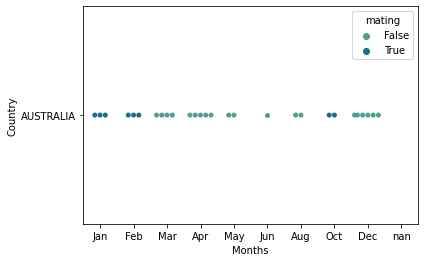 mating
False
True
Country
AUSTRALIA
Jan Feb Mar Apr May Jun Aug Oct Dec nan
Months